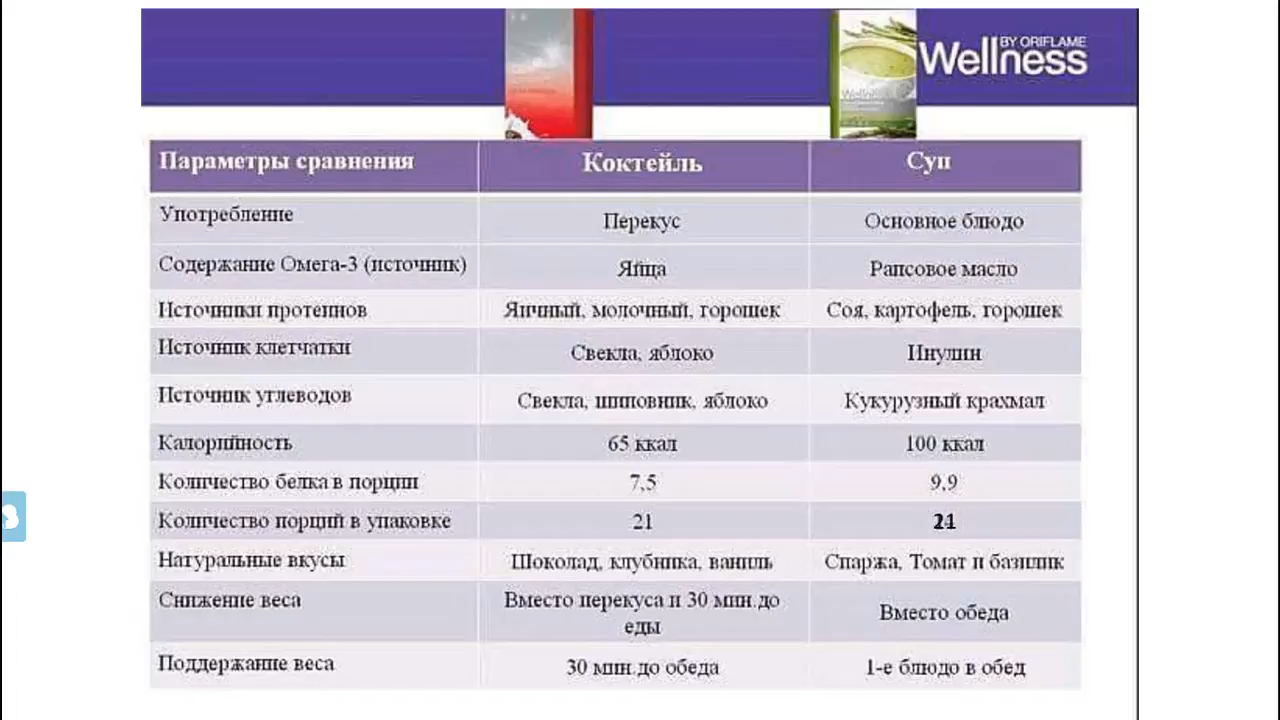 BY ORIFLAME
Wellness
Wellness
Параметры сравнения
Коктейль
Суп
Употребление
Перекус
Основное блюдо
Содержание Омега-3 (источник)
Яйца
Рапсовое масло
Источники протеинов
Яичный, молочный, горошек
Соя, картофель, горошек
Источник клетчатки
Свекла, яблоко
Инулин
Источник углеводов
Свекла, шиповник, яблоко
Кукурузный крахмал
Калорийность
65 ккал
100 ккал
Количество белка в порции
7,5
9,9
Количество порций в упаковке
21
21
Натуральные вкусы
Шоколад, клубника, ваниль
Спаржа, Томат и базилик
Снижение веса
Вместо перекуса и 30 мин.до
еды
Вместо обеда
Поддержание веса
30 мин.до обеда
1-е блюдо в обед